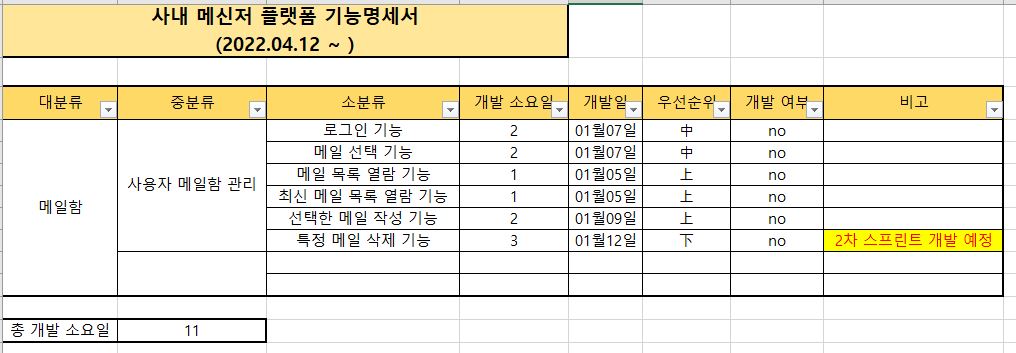 사내 메신저 플랫폼 기능명세서
(2022.04.12 ~ )
대분류 중분류 소분류 개발 소요일 개발일 우선순위 개발 여부 비고
메일함 사용자 메일함 관리 로그인 기능 2 01월07일 中 no
메일 선택 기능 2 01월07일 中 no
메일 목록 열람 기능 1 01월05일 上 no
최신 메일 목록 열람 기능 1 01월05일 上 no
선택한 메일 작성 기능 2 01월09일 上 no
특정 메일 삭제 기능 3 01월12일 下 no 2차 스프린트 개발 예정
총 개발 소요일 11